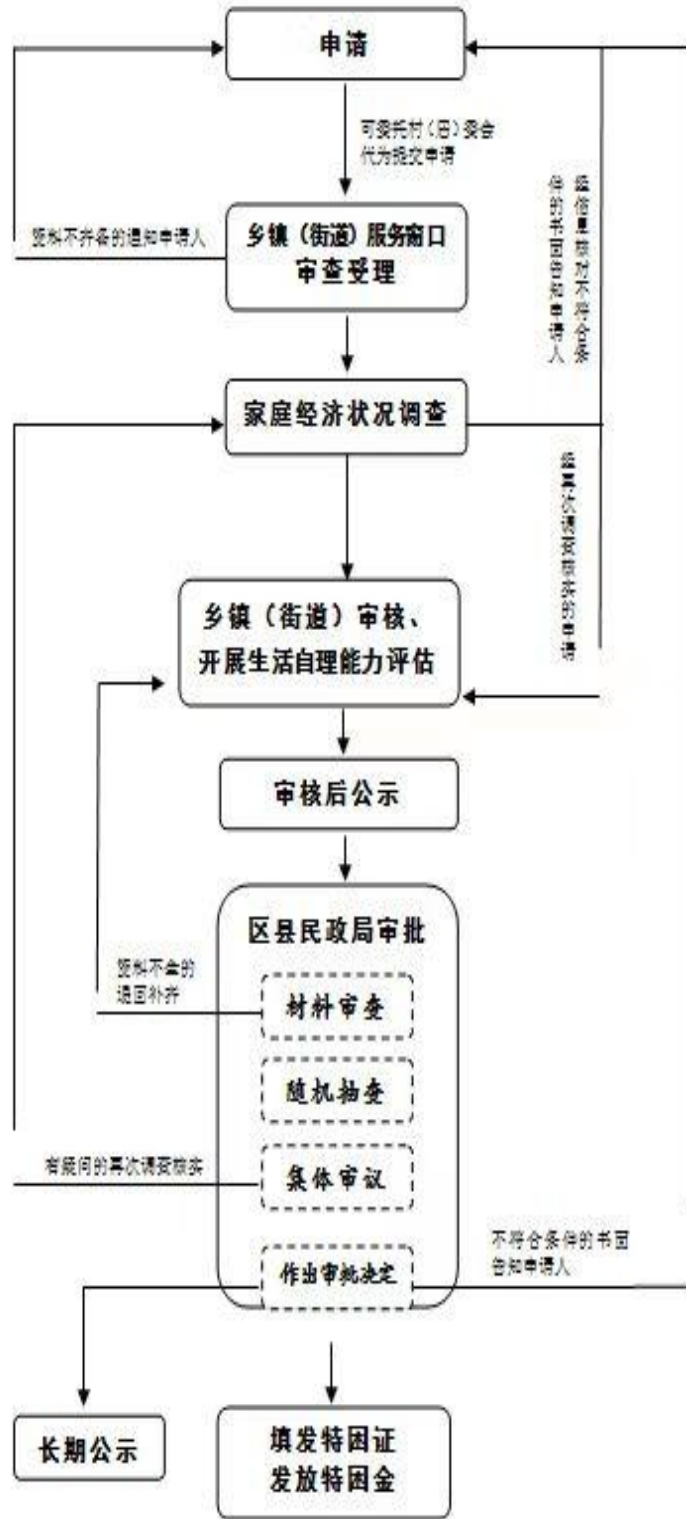 申请
可委托村（居）委会
代为提交申请
资料不齐备的通知申请人
乡镇（街道）服务窗口
审查受理
经信息核对不符合条
件的书面告知申请人
家庭经济状况调查
经再次调查核实的申请
乡镇（街道）审核、
开展生活自理能力评估
审核后公示
区县民政局审批
资料不全的
退回补齐
材料审查
随机抽查
有疑问的再次调查核实
集体审议
不符合条件的书面
告知申请人
作出审批决定
长期公示
填发特困证
发放特困金